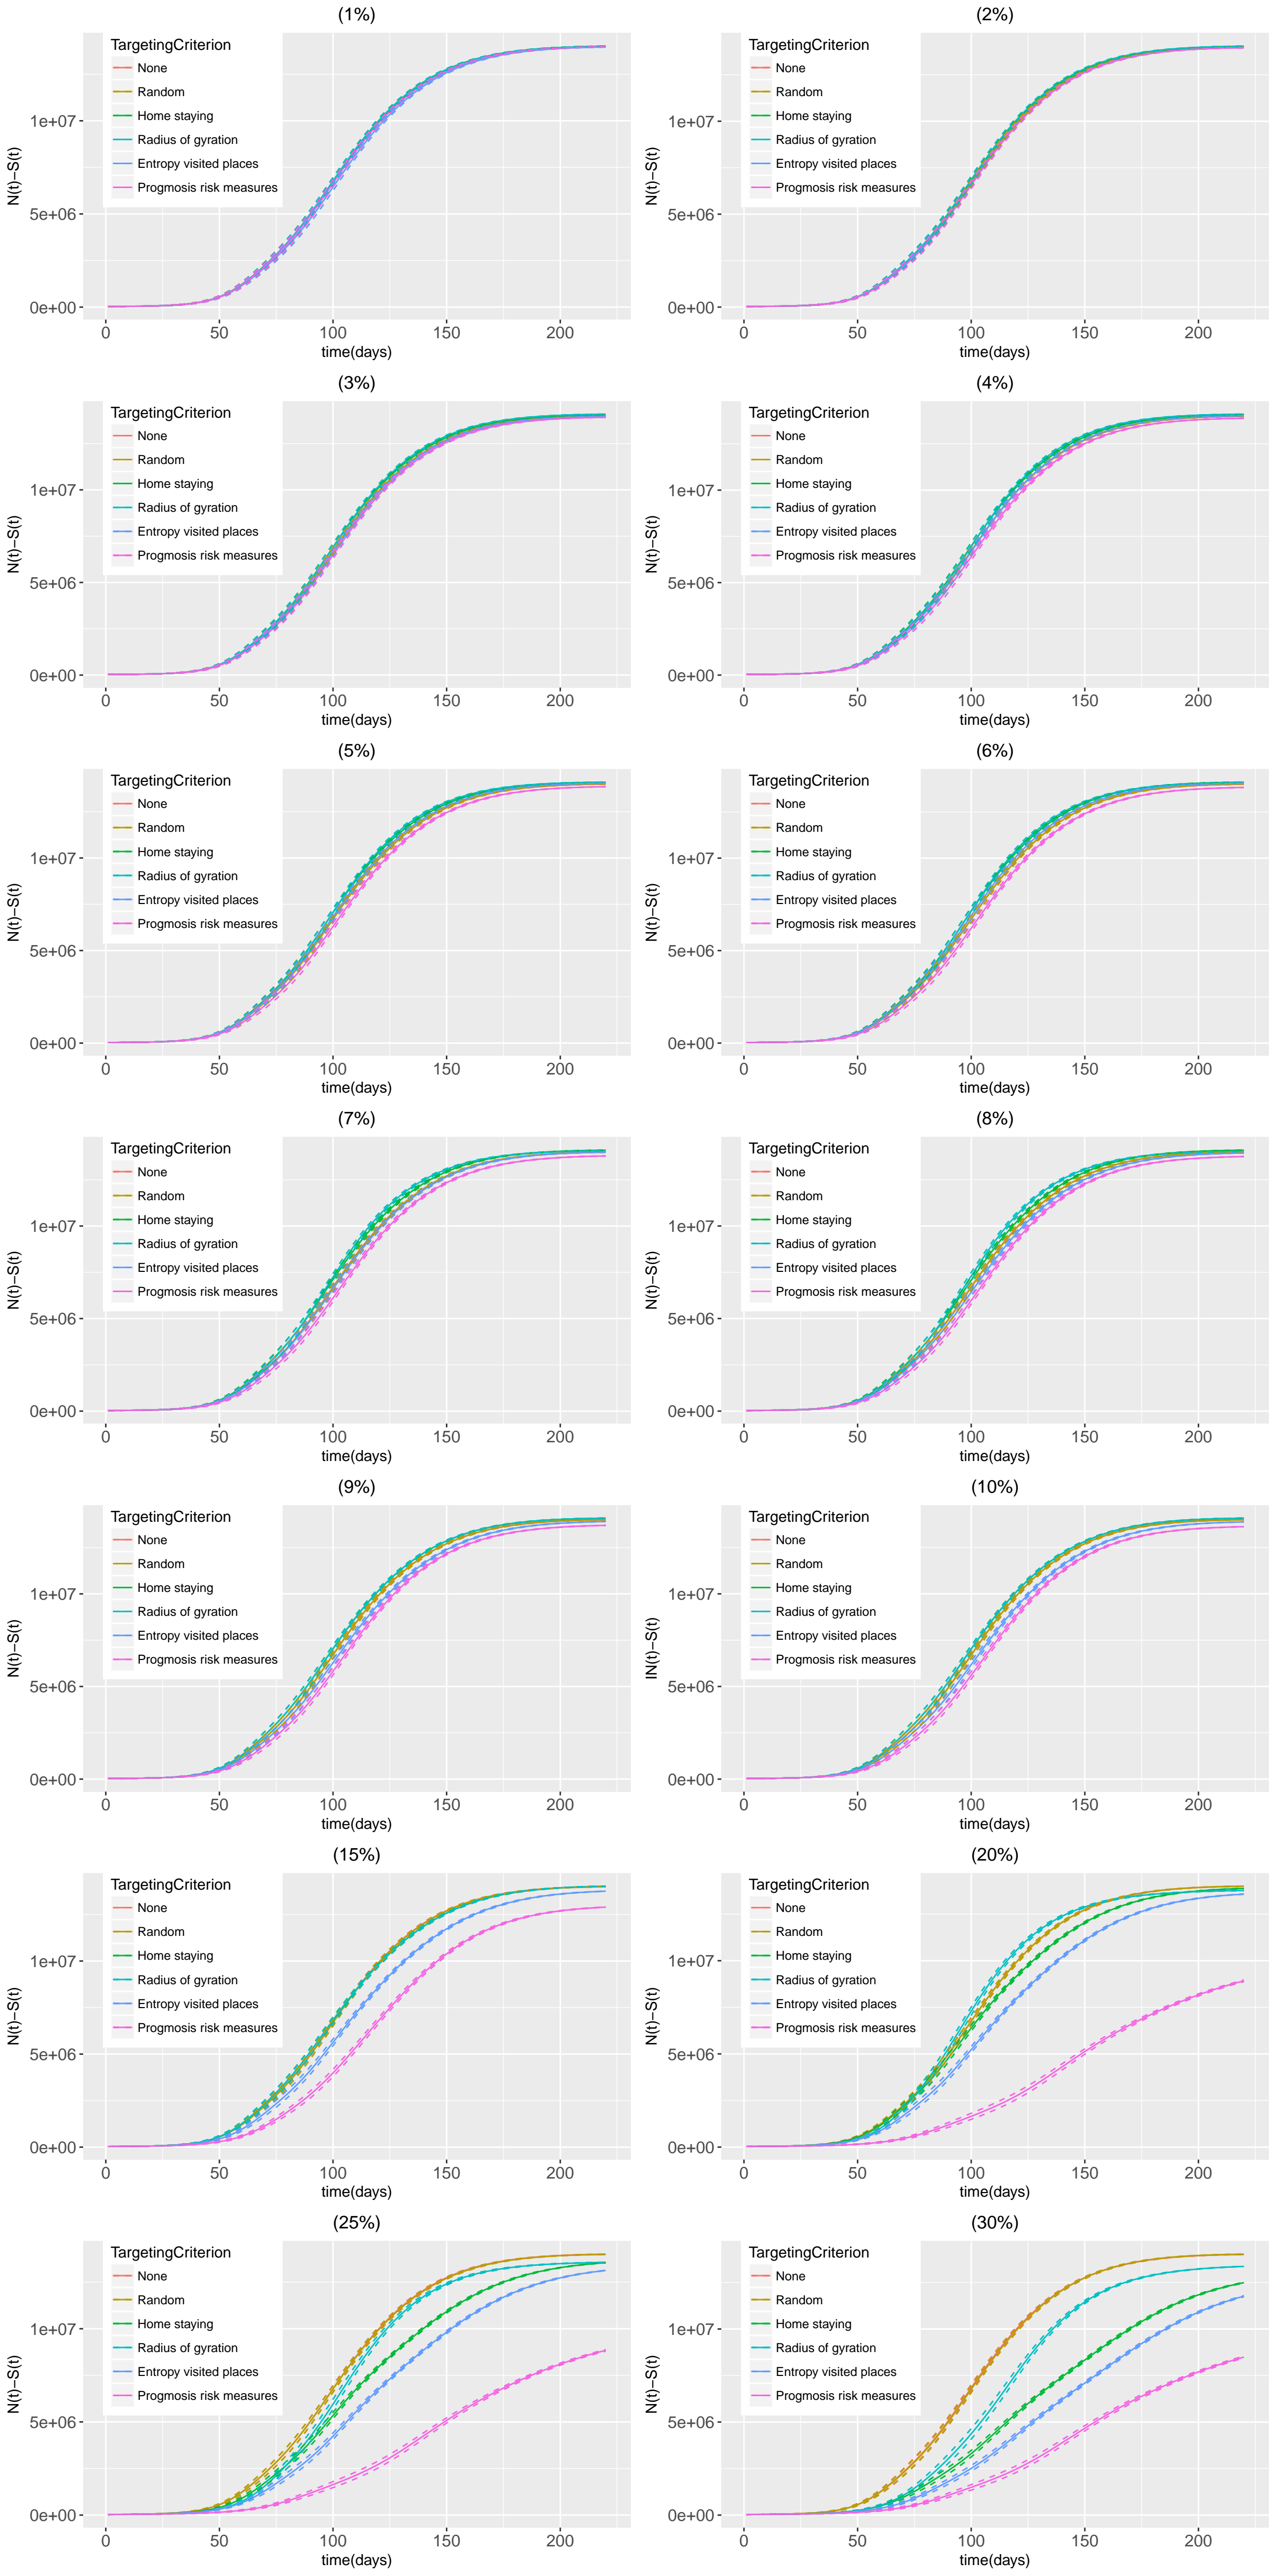 (1%)
TargetingCriterion
None
Random
Home staying
Radius of gyration
Entropy visited places
Progmosis risk measures
N(t)−S(t)
1e+07
5e+06
0e+00
0 50 100 150 200
time(days)
(2%)
TargetingCriterion
None
Random
Home staying
Radius of gyration
Entropy visited places
Progmosis risk measures
N(t)−S(t)
1e+07
5e+06
0e+00
0 50 100 150 200
time(days)
(3%)
TargetingCriterion
None
Random
Home staying
Radius of gyration
Entropy visited places
Progmosis risk measures
N(t)−S(t)
1e+07
5e+06
0e+00
0 50 100 150 200
time(days)
(4%)
TargetingCriterion
None
Random
Home staying
Radius of gyration
Entropy visited places
Progmosis risk measures
N(t)−S(t)
1e+07
5e+06
0e+00
0 50 100 150 200
time(days)
(5%)
TargetingCriterion
None
Random
Home staying
Radius of gyration
Entropy visited places
Progmosis risk measures
N(t)−S(t)
1e+07
5e+06
0e+00
0 50 100 150 200
time(days)
(6%)
TargetingCriterion
None
Random
Home staying
Radius of gyration
Entropy visited places
Progmosis risk measures
N(t)−S(t)
1e+07
5e+06
0e+00
0 50 100 150 200
time(days)
(7%)
TargetingCriterion
None
Random
Home staying
Radius of gyration
Entropy visited places
Progmosis risk measures
N(t)−S(t)
1e+07
5e+06
0e+00
0 50 100 150 200
time(days)
(8%)
TargetingCriterion
None
Random
Home staying
Radius of gyration
Entropy visited places
Progmosis risk measures
N(t)−S(t)
1e+07
5e+06
0e+00
0 50 100 150 200
time(days)
(9%)
TargetingCriterion
None
Random
Home staying
Radius of gyration
Entropy visited places
Progmosis risk measures
N(t)−S(t)
1e+07
5e+06
0e+00
0 50 100 150 200
time(days)
(10%)
TargetingCriterion
None
Random
Home staying
Radius of gyration
Entropy visited places
Progmosis risk measures
IN(t)−S(t)
1e+07
5e+06
0e+00
0 50 100 150 200
time(days)
(15%)
TargetingCriterion
None
Random
Home staying
Radius of gyration
Entropy visited places
Progmosis risk measures
N(t)−S(t)
1e+07
5e+06
0e+00
0 50 100 150 200
time(days)
(20%)
TargetingCriterion
None
Random
Home staying
Radius of gyration
Entropy visited places
Progmosis risk measures
N(t)−S(t)
1e+07
5e+06
0e+00
0 50 100 150 200
time(days)
(25%)
TargetingCriterion
None
Random
Home staying
Radius of gyration
Entropy visited places
Progmosis risk measures
N(t)−S(t)
1e+07
5e+06
0e+00
0 50 100 150 200
time(days)
(30%)
TargetingCriterion
None
Random
Home staying
Radius of gyration
Entropy visited places
Progmosis risk measures
N(t)−S(t)
1e+07
5e+06
0e+00
0 50 100 150 200
time(days)